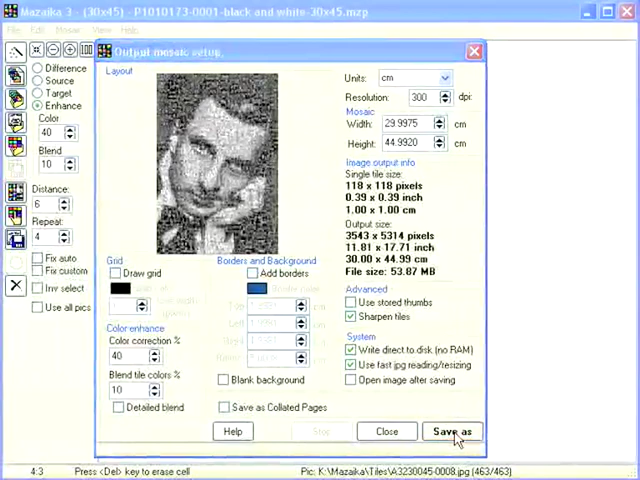 Mazaika 3 - (30x45) - P1010173-0001-black and white-30x45.mzp
File Edit Mosaic View Help
100
Difference
Source
Target
Enhance
Color
40
Blend
10
Distance:
6
Repeat:
4
Fix auto
Fix custom
Inv select
Use all pics
Output mosaic setup.
Layout
Units: cm
Resolution: 300 dpi
Mosaic
Width: 29.9975 cm
Height: 44.9920 cm
Image output info
Single tile size:
118 x 118 pixels
0.39 x 0.39 inch
1.00 x 1.00 cm
Output size:
3543 x 5314 pixels
11.81 x 17.71 inch
30.00 x 44.99 cm
File size: 53.87 MB
Grid
Draw grid
Color enhance
Color correction %
40
Blend tile colors %
10
Detailed blend
Borders and Background
Add borders
Border color
Blank background
Save as Collated Pages
Advanced
Use stored thumbs
Sharpen tiles
System
Write direct to disk (no RAM)
Use fast jpg reading/resizing
Open image after saving
Help
Stop
Close
Save as
4:3
Press <Del> key to erase cell
Pic: K:\Mazaika\Tiles\A3230045-0008.jpg (463/463)